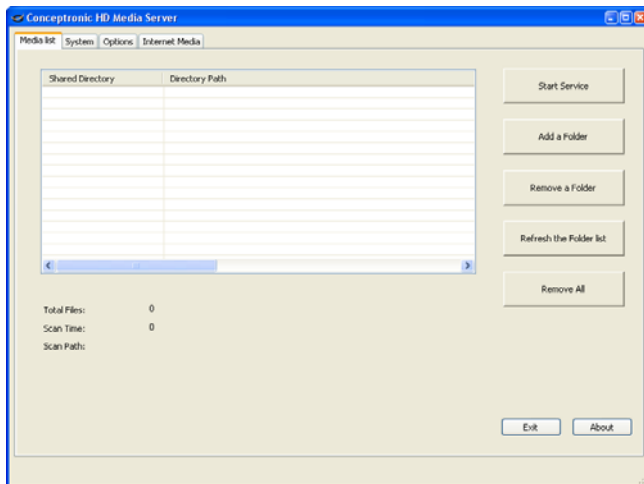 Conceptronic HD Media Server
Media list System Options Internet Media
Shared Directory Directory Path
Start Service
Add a Folder
Remove a Folder
Refresh the Folder list
Remove All
Total Files: 0
Scan Time: 0
Scan Path:
Exit About